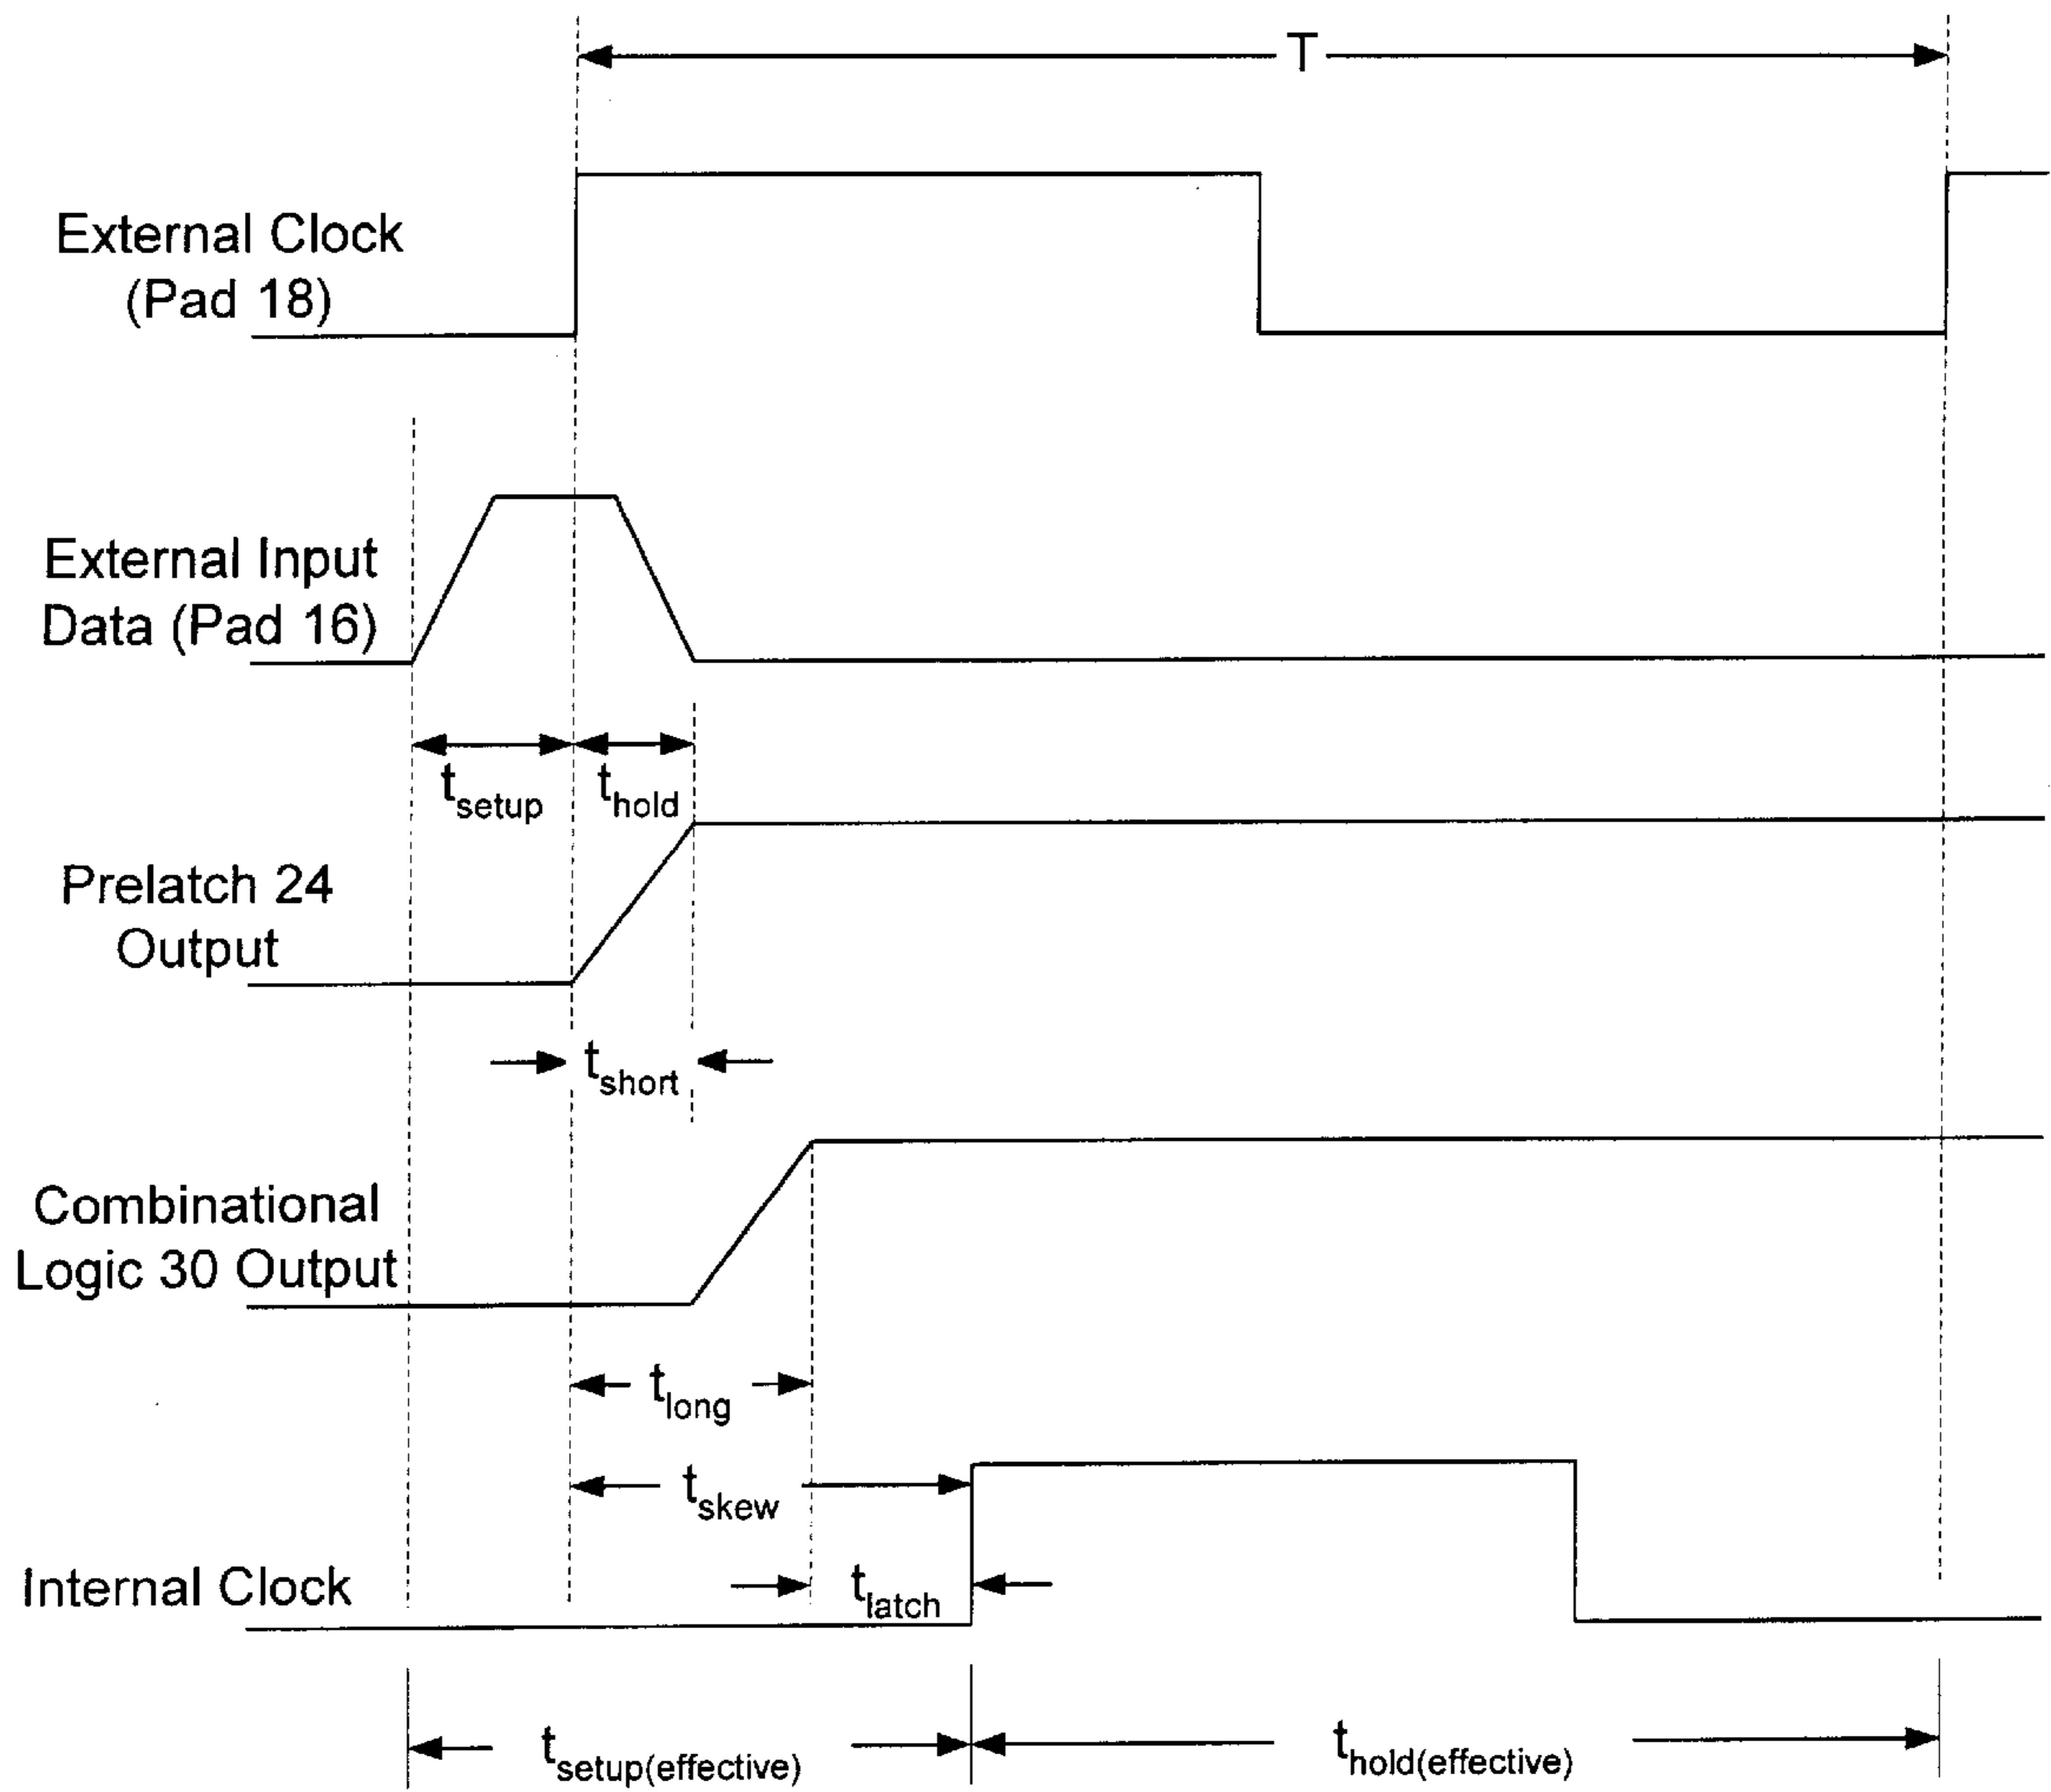 T
External Clock
(Pad 18)
External Input
Data (Pad 16)
tsetup
thold
Prelatch 24
Output
tshort
Combinational
Logic 30 Output
tlong
tskew
Internal Clock
tlatch
tsetup(effective)
thold(effective)